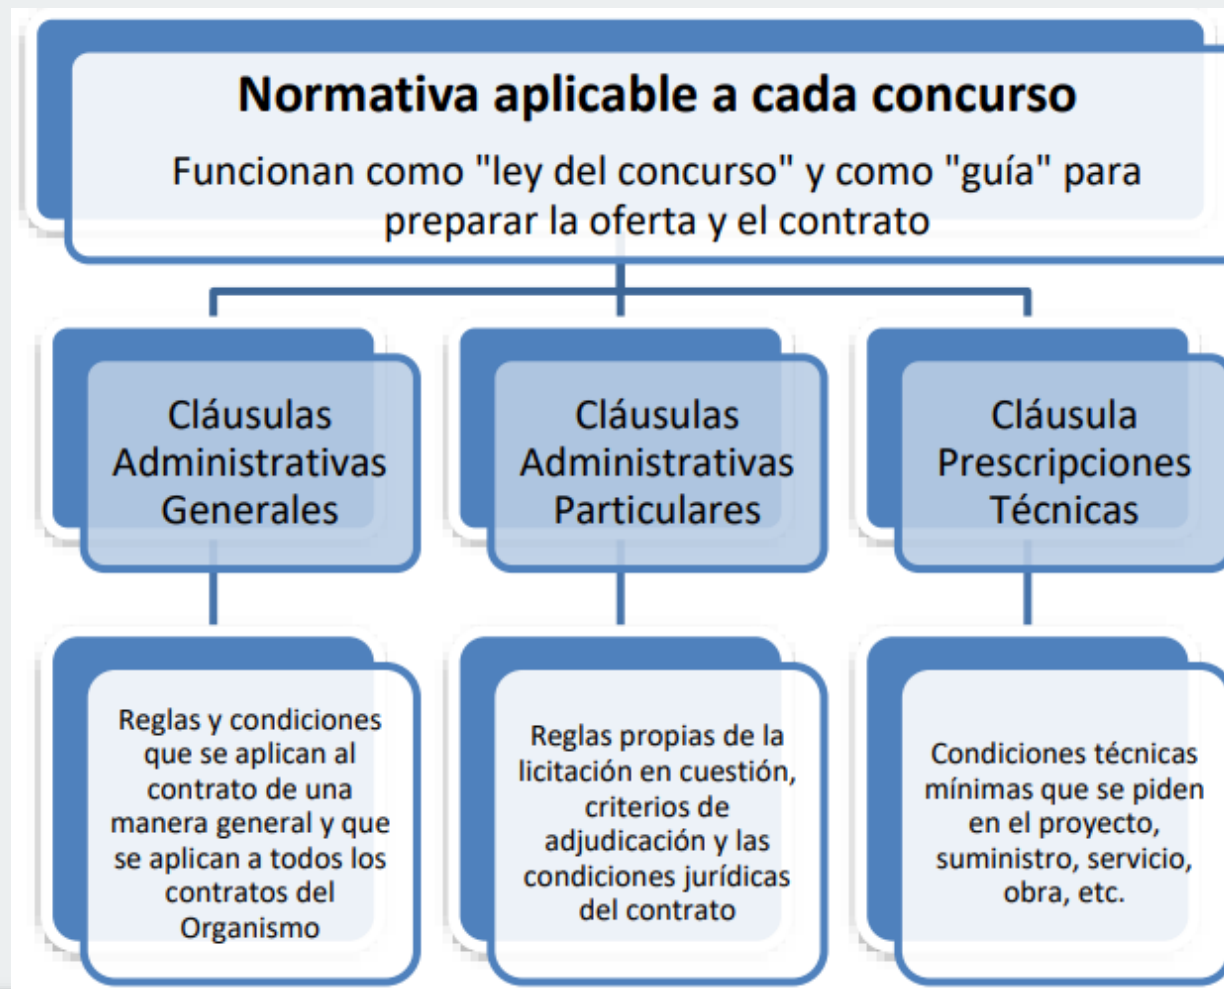 Normativa aplicable a cada concurso
Funcionan como "ley del concurso" y como "guía" para
preparar la oferta y el contrato
Cláusulas
Administrativas
Generales
Cláusulas
Administrativas
Particulares
Cláusula
Prescripciones
Técnicas
Reglas y condiciones
que se aplican al
contrato de una
manera general y que
se aplican a todos los
contratos del
Organismo
Reglas propias de la
licitación en cuestión,
criterios de
adjudicación y las
condiciones jurídicas
del contrato
Condiciones técnicas
mínimas que se piden
en el proyecto,
suministro, servicio,
obra, etc.